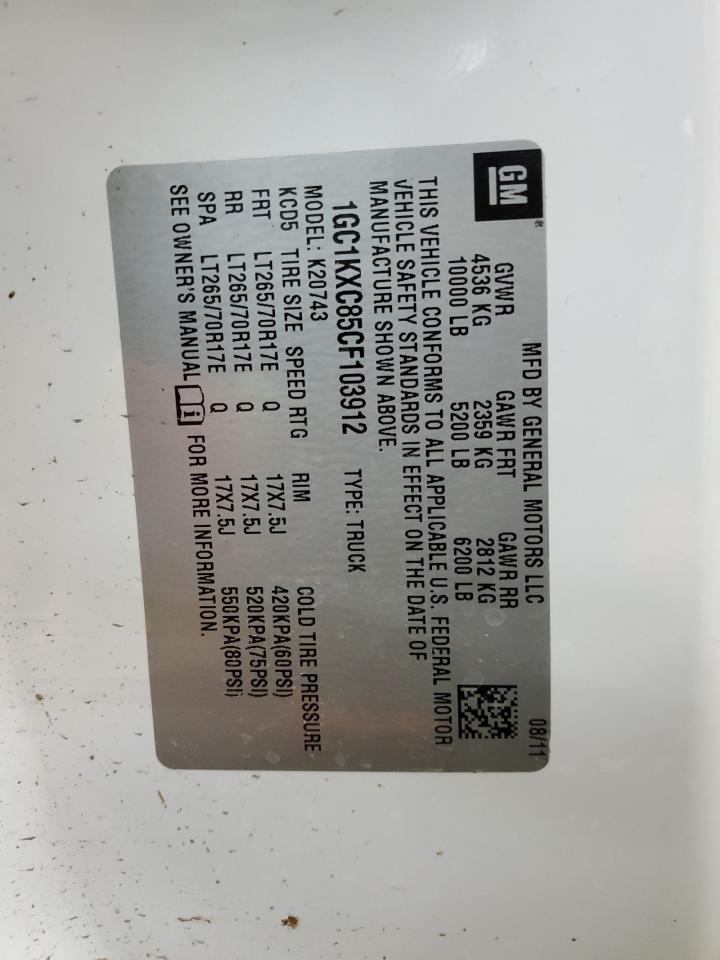 GM®
MFD BY GENERAL MOTORS LLC 08/11
GVWR GAWR FRT GAWR RR
4536 KG 2359 KG 2812 KG
10000 LB 5200 LB 6200 LB
THIS VEHICLE CONFORMS TO ALL APPLICABLE U.S. FEDERAL MOTOR
VEHICLE SAFETY STANDARDS IN EFFECT ON THE DATE OF
MANUFACTURE SHOWN ABOVE.
1GC1KXC85CF103912 TYPE: TRUCK
MODEL: K20743
KCD5 TIRE SIZE SPEED RTG RIM COLD TIRE PRESSURE
FRT LT265/70R17E Q 17X7.5J 420KPA(60PSI)
RR LT265/70R17E Q 17X7.5J 520KPA(75PSI)
SPA LT265/70R17E Q 17X7.5J 550KPA(80PSI)
SEE OWNER'S MANUAL i FOR MORE INFORMATION.